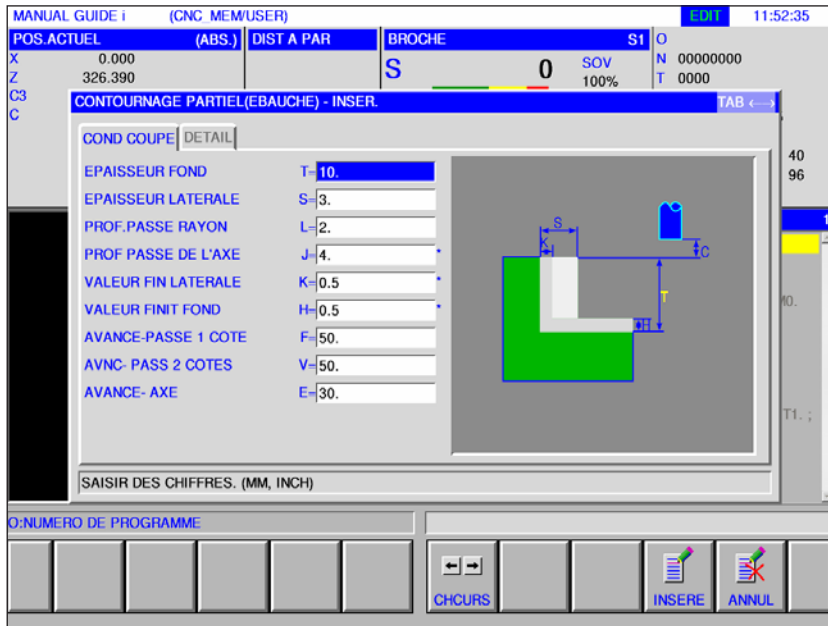 MANUAL GUIDE i (CNC_MEM/USER) EDIT 11:52:35
POS.ACTUEL (ABS.) DIST A PAR BROCHE S1 O
X 0.000 S 0 SOV N 00000000
Z 326.390 100% T 0000
C3
C
CONTOURNAGE PARTIEL(EBAUCHE) - INSER. TAB ←→
COND COUPE DETAIL
EPAISSEUR FOND T= 10.
EPAISSEUR LATERALE S= 3.
PROF.PASSE RAYON L= 2.
PROF PASSE DE L'AXE J= 4. *
VALEUR FIN LATERALE K= 0.5 *
VALEUR FINIT FOND H= 0.5 *
AVANCE-PASSE 1 COTE F= 50.
AVNC- PASS 2 COTES V= 50.
AVANCE- AXE E= 30.
S
K
C
T
H
40
96
1
M0.
T1. ;
SAISIR DES CHIFFRES. (MM, INCH)
O:NUMERO DE PROGRAMME
← →
CHCURS INSERE ANNUL